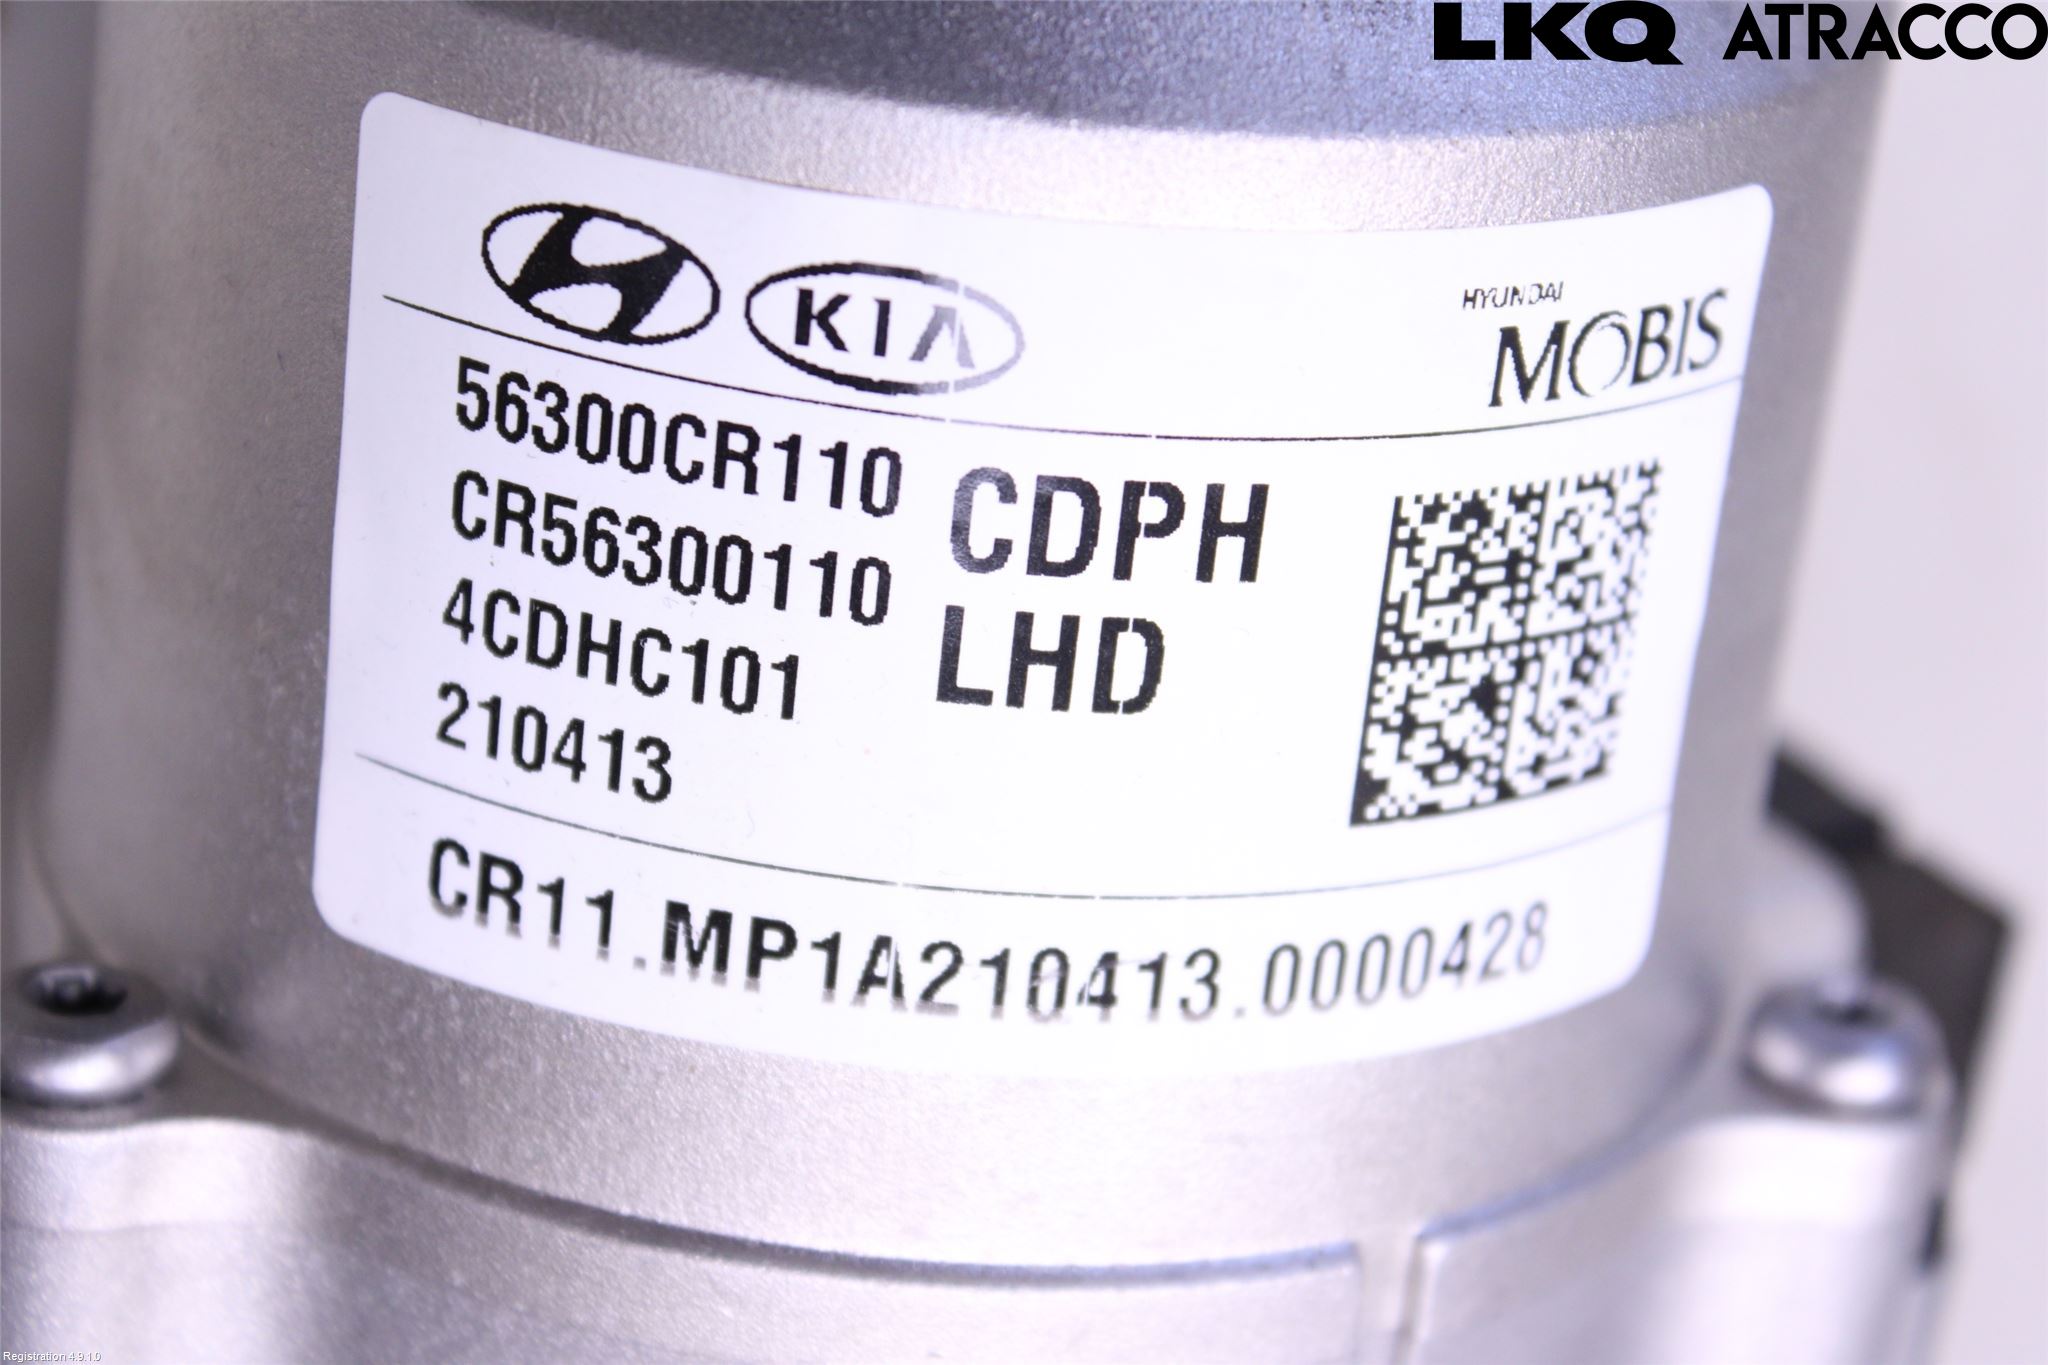 LKQ ATRACCO
KIA
HYUNDAI
MOBIS
56300CR110
CR56300110
4CDHC101
210413
CDPH
LHD
CR11.MP1A210413.0000428
Registration 4.9.1.0